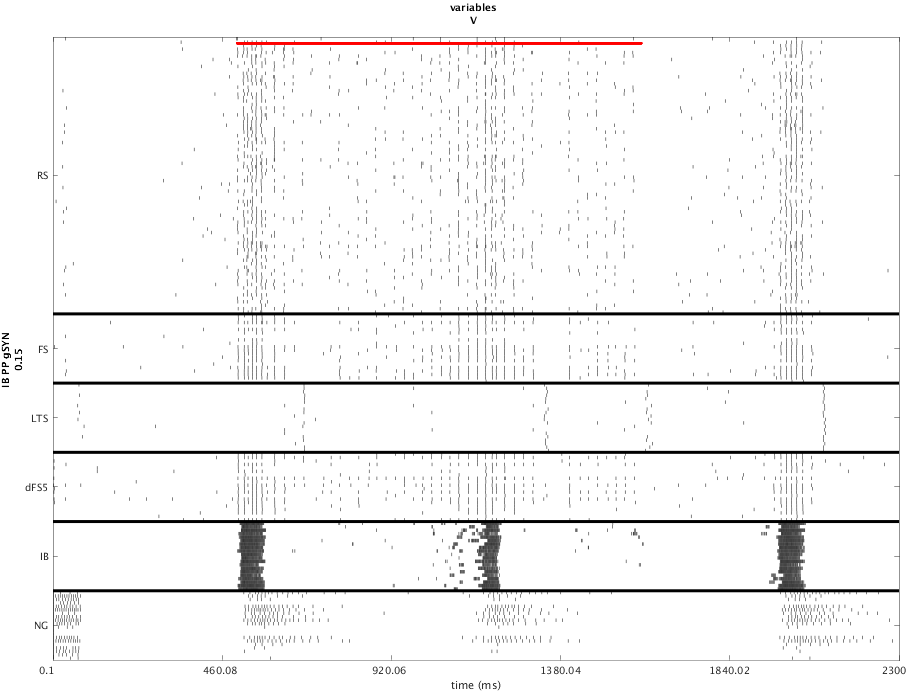 variables
V
RS
FS
LTS
dFS5
IB
NG
IB PP gSYN
0.15
0.1 460.08 920.06 1380.04 1840.02 2300
time (ms)